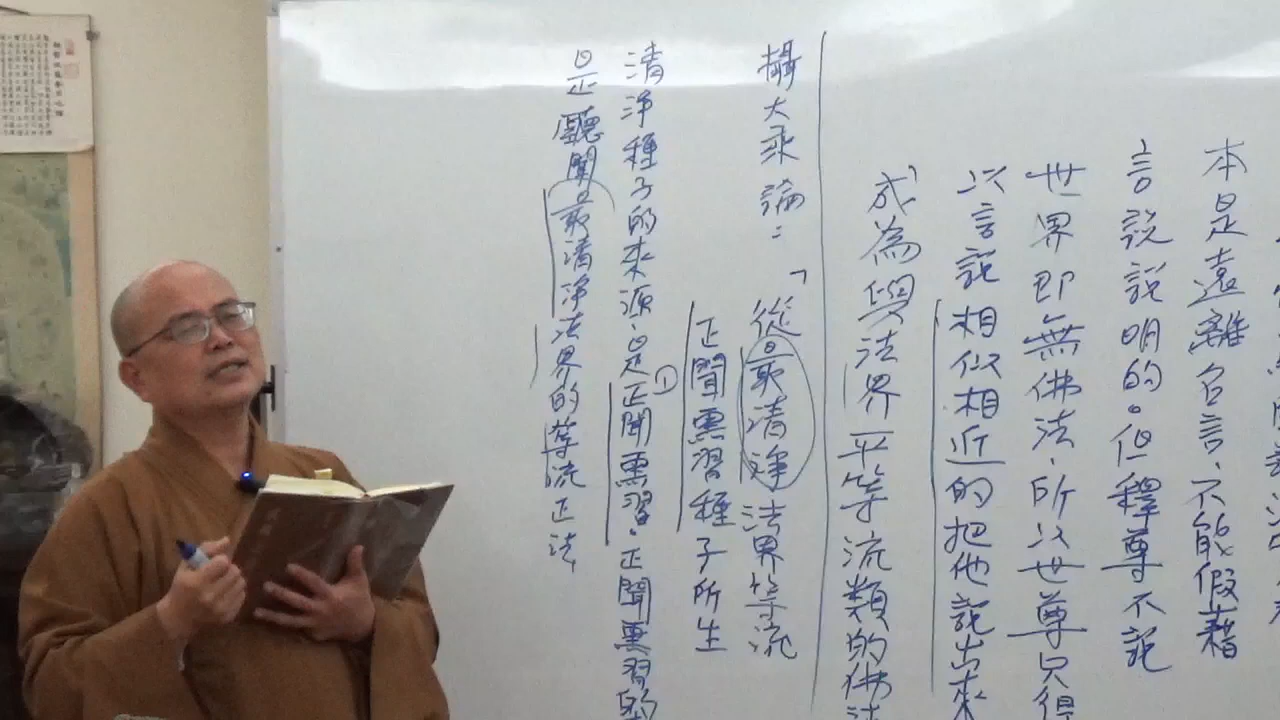 本是遠離名言、不能假藉
言說說明的。但釋尊不說
世界即無佛法、所以世尊只得
以言說相似相近的把他說出來
成為與法界平等流類的佛法
攝大乘論：「從最清淨法界等流
正聞熏習種子所生
清淨種子的來源、是正聞熏習、正聞熏習的
①
是聽聞最清淨法界的等流正法